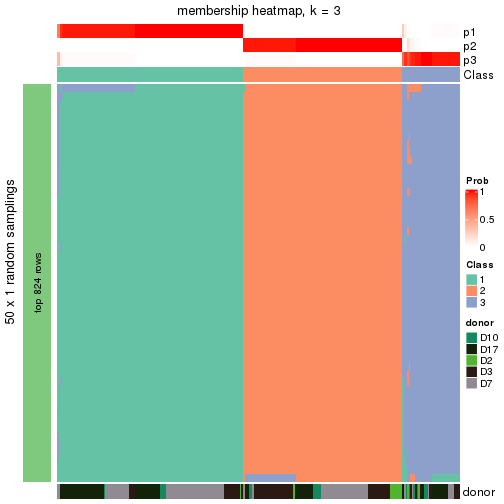 membership heatmap, k = 3
p1
p2
p3
Class
50 x 1 random samplings
top 824 rows
Prob
1
0.5
0
Class
1
2
3
donor
D10
D17
D2
D3
D7
donor